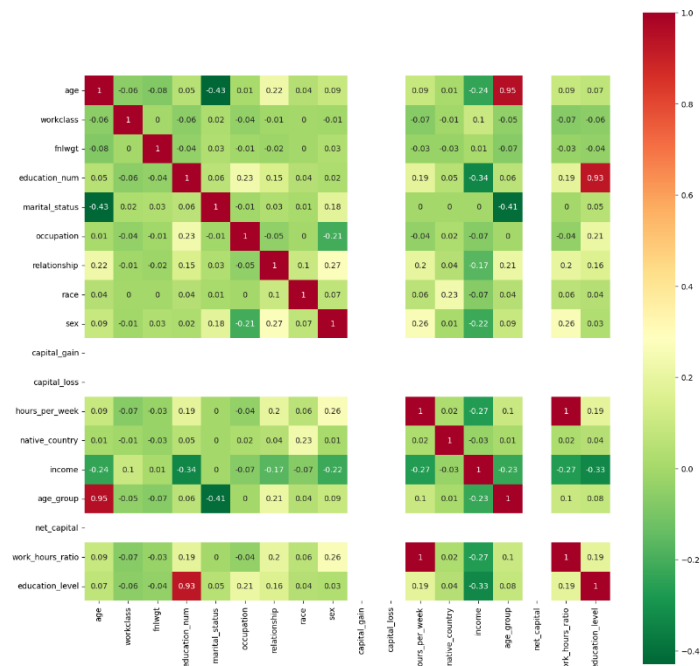 1.0
age 1 -0.06 -0.08 0.05 -0.43 0.01 0.22 0.04 0.09 0.09 0.01 -0.24 0.95 0.09 0.07
workclass -0.06 1 0 -0.06 0.02 -0.04 -0.01 0 -0.01 -0.07 -0.01 0.1 -0.05 -0.07 -0.06
0.8
fnlwgt -0.08 0 1 -0.04 0.03 -0.01 -0.02 0 0.03 -0.03 -0.03 0.01 -0.07 -0.03 -0.04
education_num 0.05 -0.06 -0.04 1 0.06 0.23 0.15 0.04 0.02 0.19 0.05 -0.34 0.06 0.19 0.93
marital_status -0.43 0.02 0.03 0.06 1 -0.01 0.03 0.01 0.18 0 0 0 -0.41 0 0.05
0.6
occupation 0.01 -0.04 -0.01 0.23 -0.01 1 -0.05 0 -0.21 -0.04 0.02 -0.07 0.01 -0.04 0.21
relationship 0.22 -0.01 -0.02 0.15 0.03 -0.05 1 0.1 0.27 0.2 0.04 -0.17 0.21 0.2 0.16
race 0.04 0 0 0.04 0.01 0 0.1 1 0.07 0.06 0.23 -0.07 0.04 0.06 0.04
0.4
sex 0.09 -0.01 0.03 0.02 0.18 -0.21 0.27 0.07 1 0.26 0.01 -0.22 0.09 0.26 0.03
capital_gain
capital_loss
0.2
hours_per_week 0.09 -0.07 -0.03 0.19 0 -0.04 0.2 0.06 0.26 1 0.02 -0.27 0.1 1 0.19
native_country 0.01 -0.01 -0.03 0.05 0 0.02 0.04 0.23 0.01 0.02 1 -0.03 0.01 0.02 0.04
0.0
income -0.24 0.1 0.01 -0.34 0 -0.07 -0.17 -0.07 -0.22 -0.27 -0.03 1 -0.23 -0.27 -0.33
age_group 0.95 -0.05 -0.07 0.06 -0.41 0.01 0.21 0.04 0.09 0.1 0.01 -0.23 1 0.1 0.08
net_capital
-0.2
work_hours_ratio 0.09 -0.07 -0.03 0.19 0 -0.04 0.2 0.06 0.26 1 0.02 -0.27 0.1 1 0.19
education_level 0.07 -0.06 -0.04 0.93 0.05 0.21 0.16 0.04 0.03 0.19 0.04 -0.33 0.08 0.19 1
age
workclass
fnlwgt
education_num
marital_status
occupation
relationship
race
sex
capital_gain
capital_loss
hours_per_week
native_country
income
age_group
net_capital
work_hours_ratio
education_level
-0.4